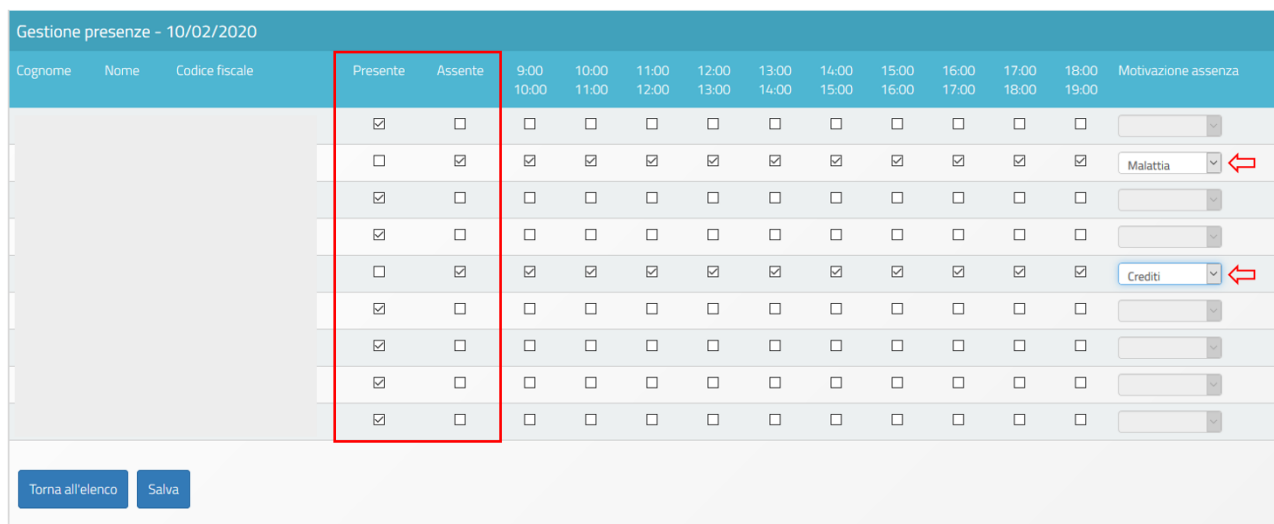 Gestione presenze - 10/02/2020
Cognome Nome Codice fiscale Presente Assente 9:00 10:00 11:00 12:00 13:00 14:00 15:00 16:00 17:00 18:00 Motivazione assenza
10:00 11:00 12:00 13:00 14:00 15:00 16:00 17:00 18:00 19:00
Malattia
Crediti
Torna all'elenco Salva